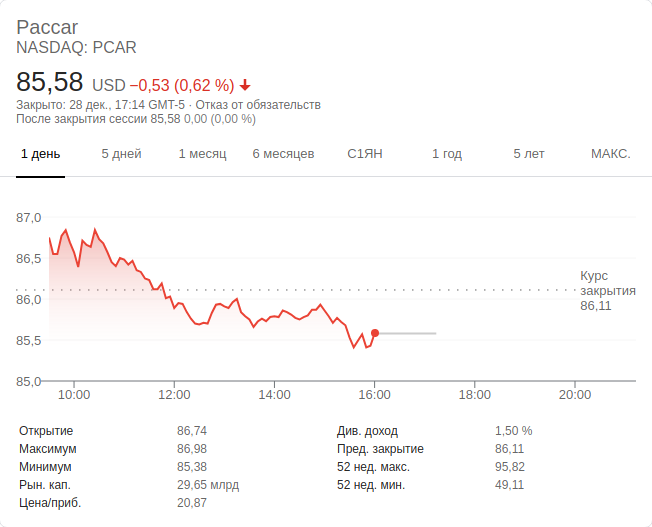 Paccar
NASDAQ: PCAR
85,58 USD −0,53 (0,62 %)
Закрыто: 28 дек., 17:14 GMT-5 · Отказ от обязательств
После закрытия сессии 85,58 0,00 (0,00 %)
1 день 5 дней 1 месяц 6 месяцев С1ЯН 1 год 5 лет МАКС.
87,0
86,5
86,0
85,5
85,0
Курс
закрытия
86,11
10:00 12:00 14:00 16:00 18:00 20:00
Открытие 86,74 Див. доход 1,50 %
Максимум 86,98 Пред. закрытие 86,11
Минимум 85,38 52 нед. макс. 95,82
Рын. кап. 29,65 млрд 52 нед. мин. 49,11
Цена/приб. 20,87